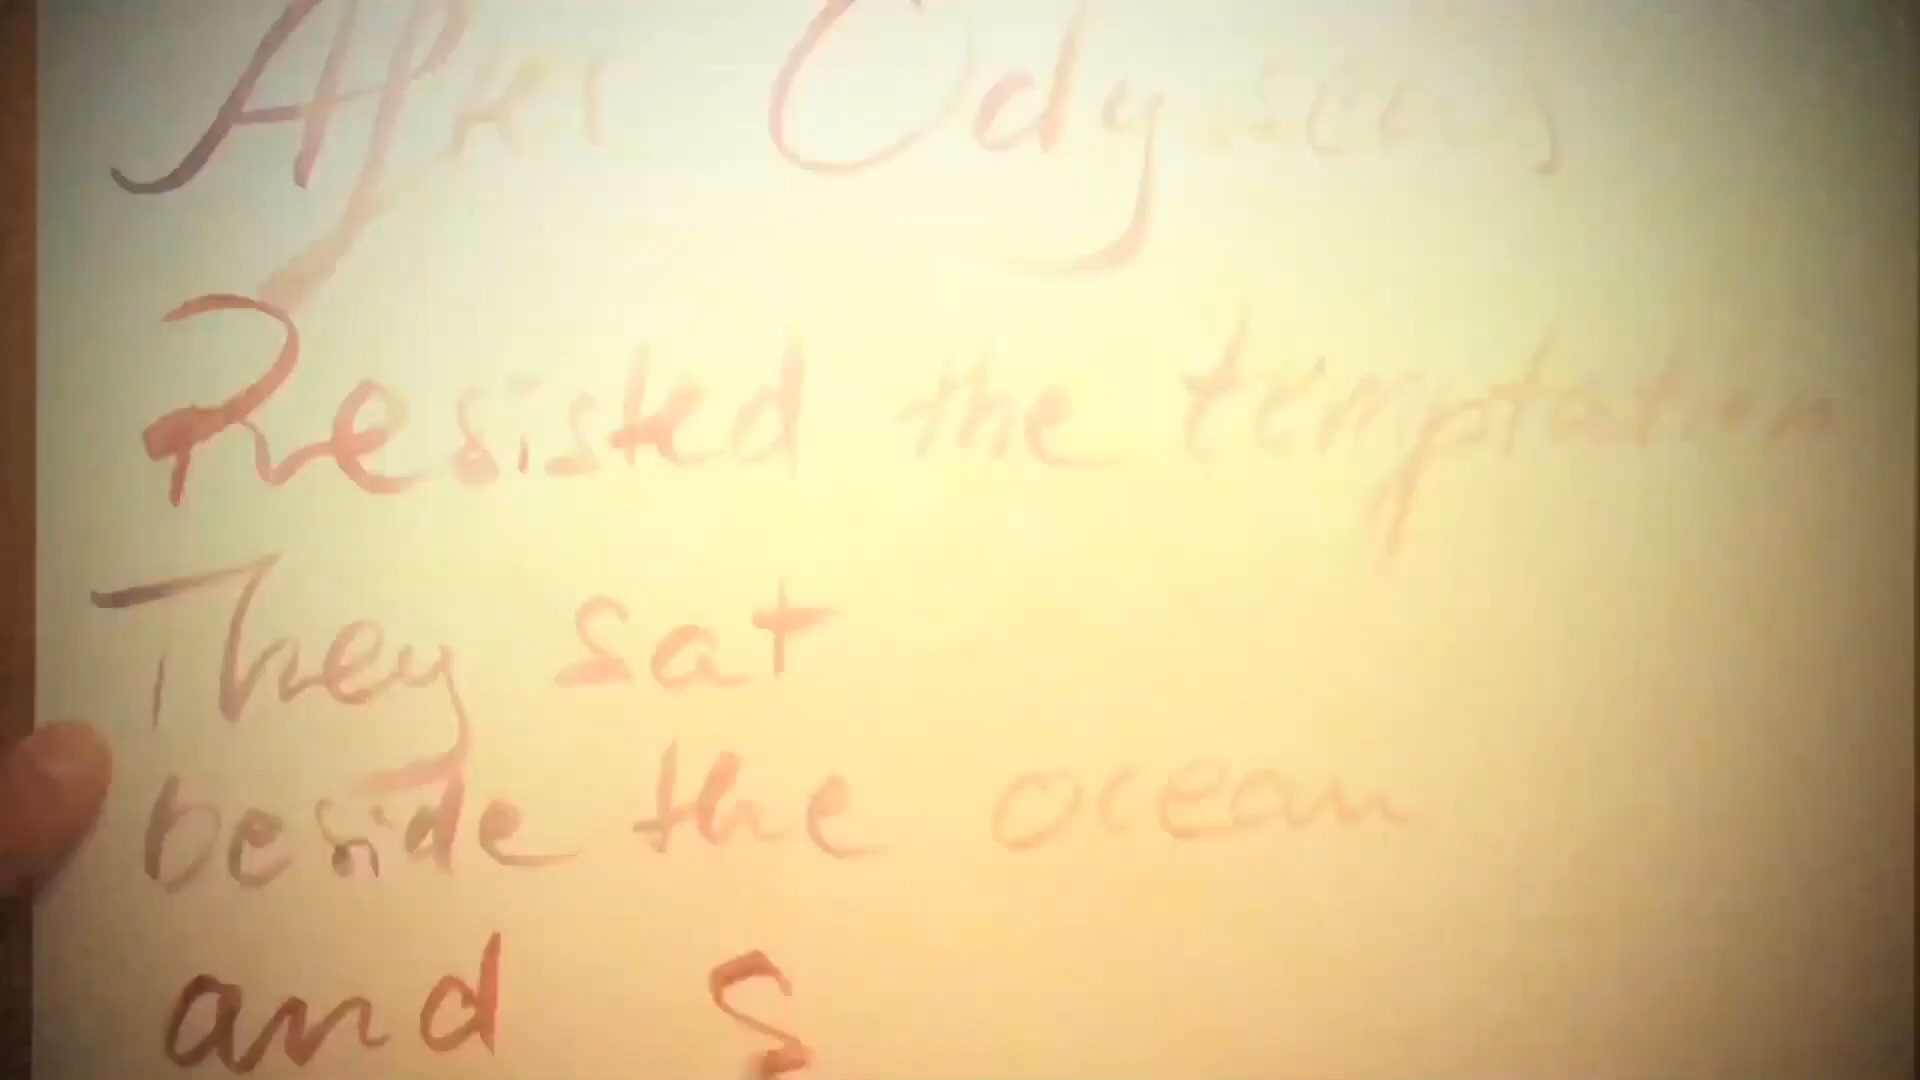 After Odysseus
Resisted the temptation
They sat
beside the ocean
and S